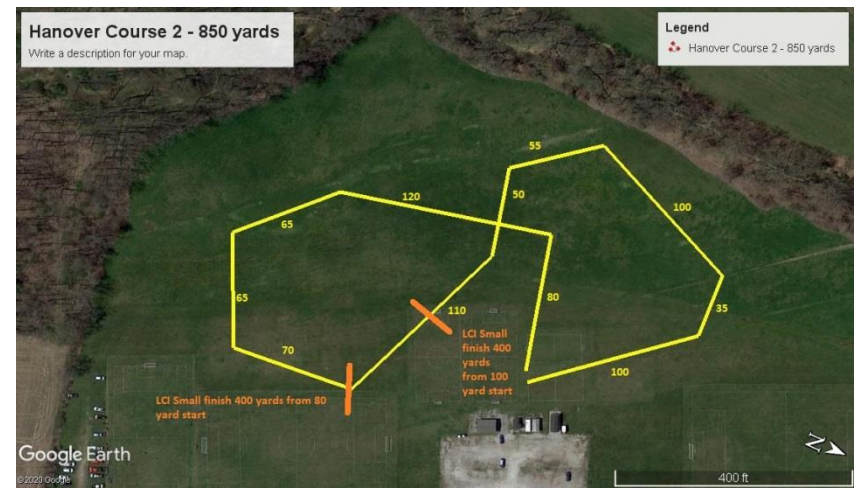 Hanover Course 2 - 850 yards
Write a description for your map.
Legend
Hanover Course 2 - 850 yards
55
50
120
65
100
65
110
80
35
70
100
LCI Small
finish 400
yards
from 100
yard start
LCI Small finish 400 yards from 80
yard start
N
Google Earth
©2020 Google
400 ft